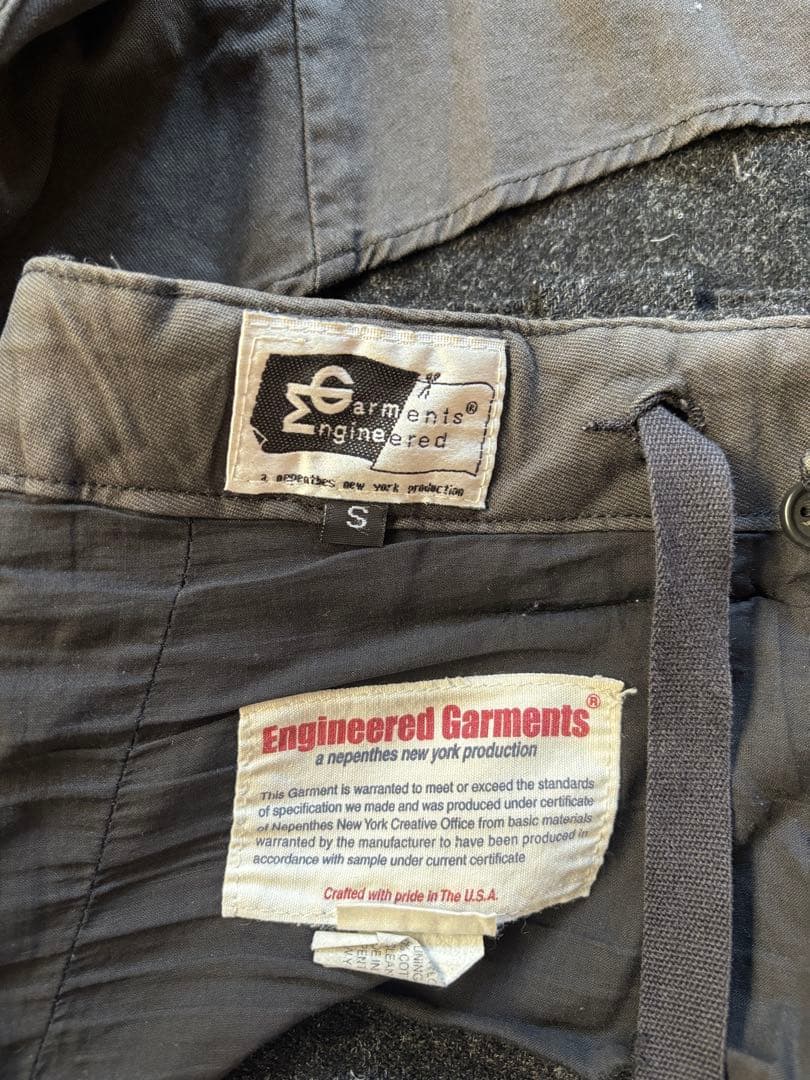 Garments®
Engineered
a nepenthes new york production
S
Engineered Garments®
a nepenthes new york production
This Garment is warranted to meet or exceed the standards
of specification we made and was produced under certificate
of Nepenthes New York Creative Office from basic materials
warranted by the manufacturer to have been produced in
accordance with sample under current certificate
Crafted with pride in The U.S.A.